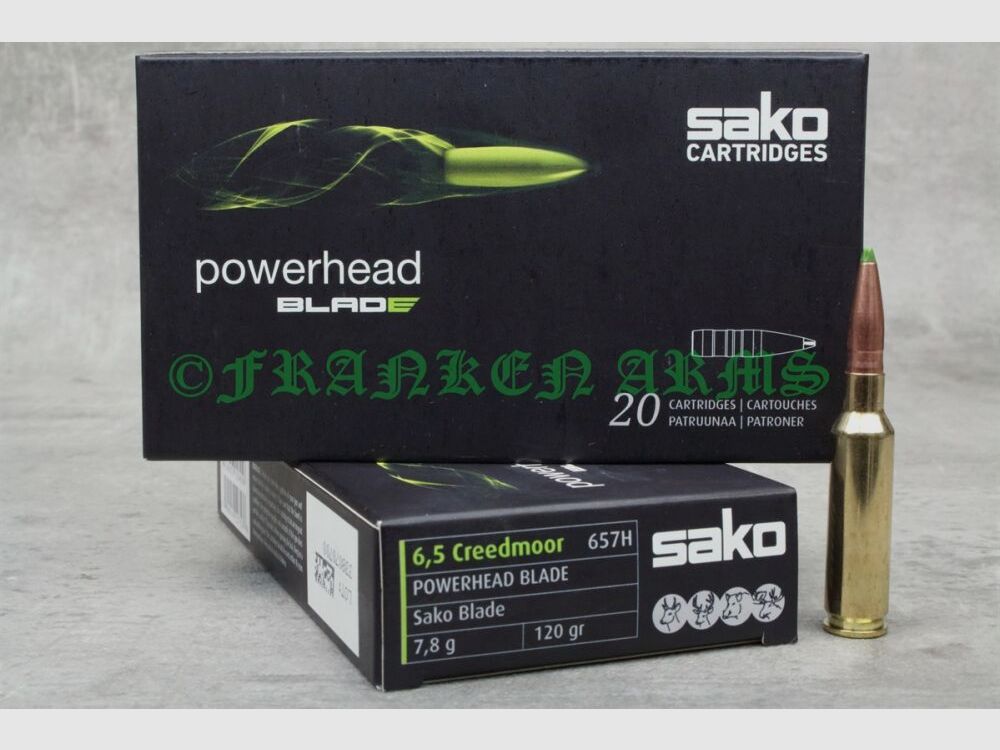 sako
CARTRIDGES
powerhead
BLADE
©FRANKEN ARMS
20 CARTRIDGES | CARTOUCHES
PATRUUNAA | PATRONER
powerh
6,5 Creedmoor 657H
POWERHEAD BLADE
Sako Blade
7,8 g 120 gr
sako